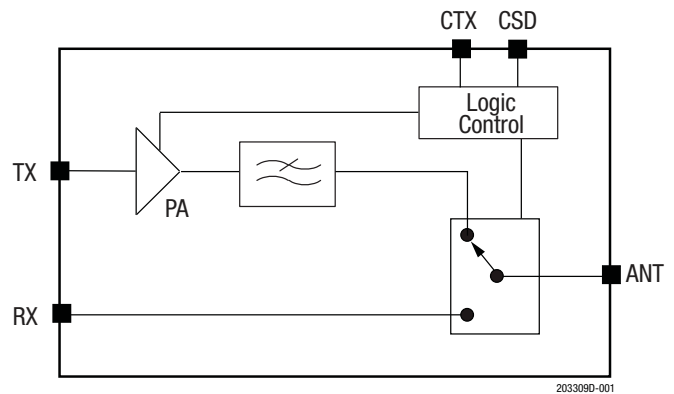 CTX CSD
Logic
Control
TX
PA
ANT
RX
203309D-001